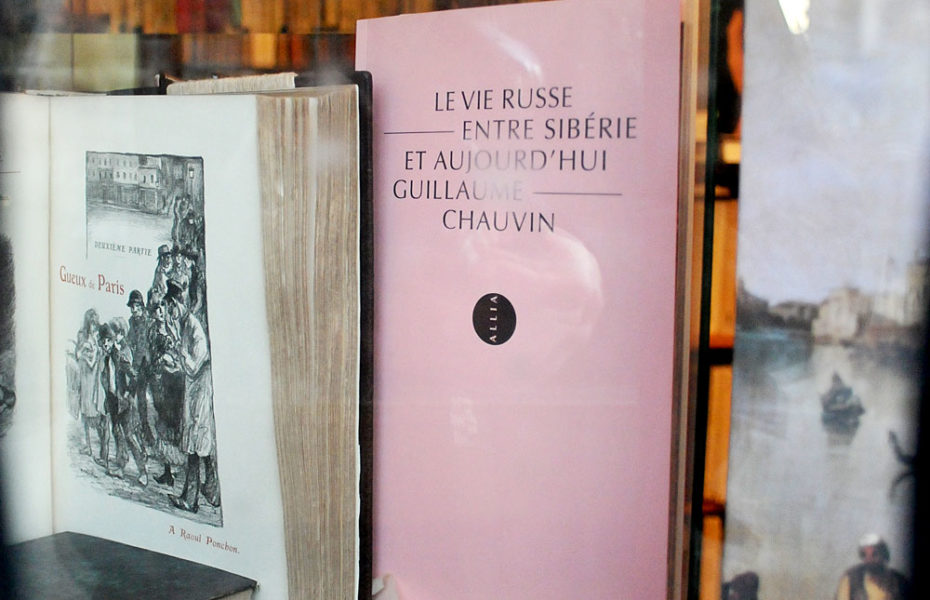 DEUXIÈME PARTIE
Gueux de Paris
A Raoul Ponchon.
LE VIE RUSSE
ENTRE SIBÉRIE
ET AUJOURD'HUI
GUILLAUME
CHAUVIN
ALLIA